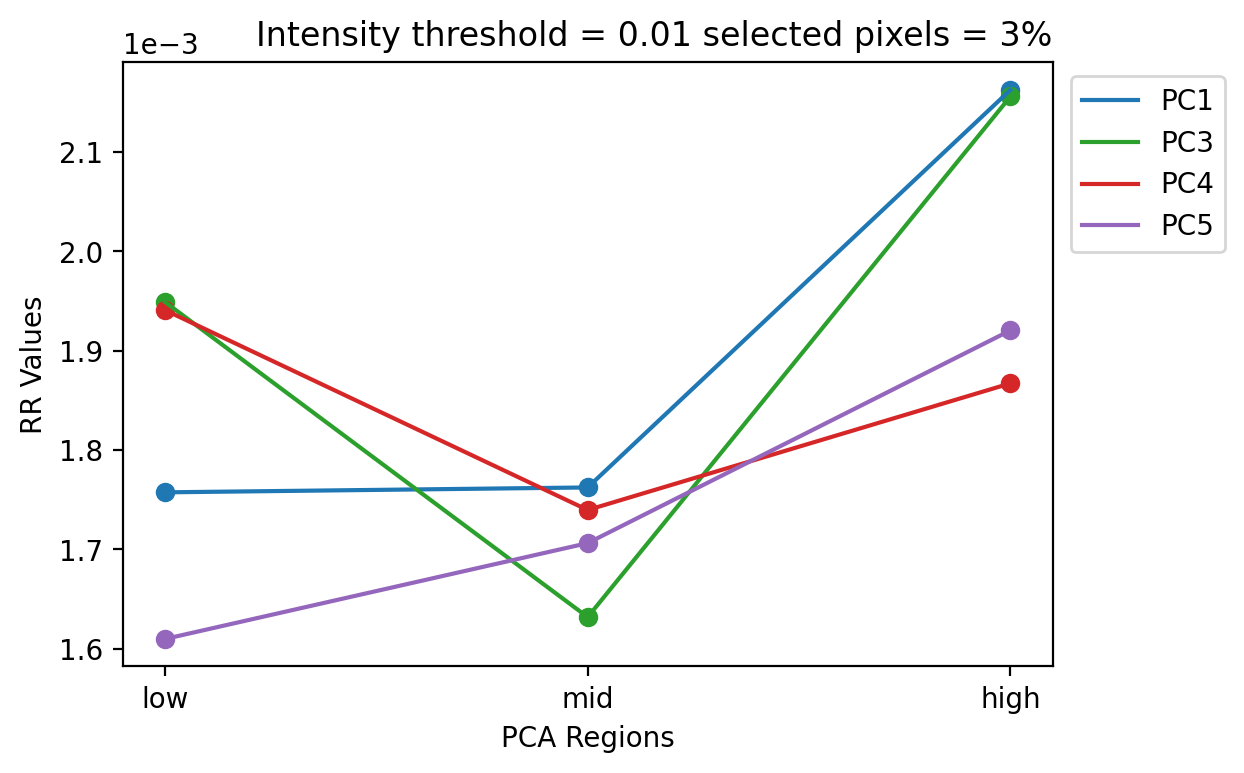 Intensity threshold = 0.01 selected pixels = 3%
1e−3
2.1
2.0
1.9
1.8
1.7
1.6
RR Values
low
mid
high
PCA Regions
PC1
PC3
PC4
PC5